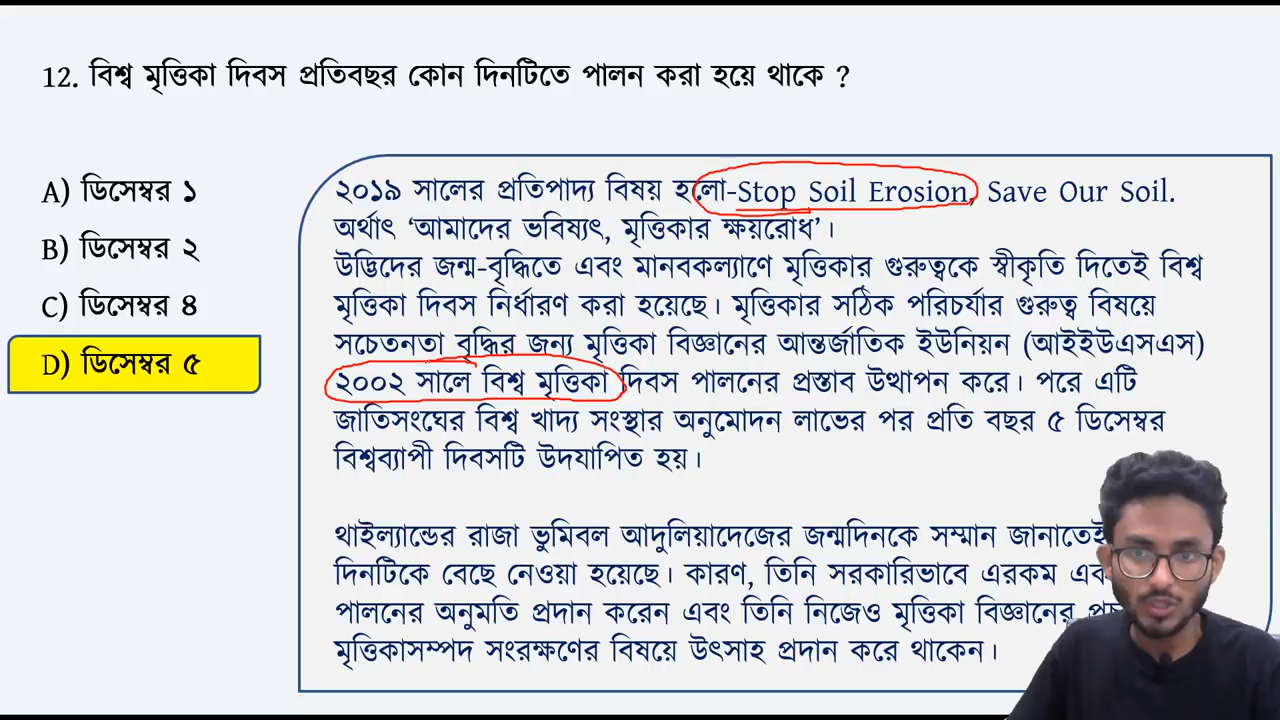 12. বিশ্ব মৃত্তিকা দিবস প্রতিবছর কোন দিনটিতে পালন করা হয়ে থাকে ?
A) ডিসেম্বর ১
B) ডিসেম্বর ২
C) ডিসেম্বর ৪
D) ডিসেম্বর ৫
২০১৯ সালের প্রতিপাদ্য বিষয় হলো-Stop Soil Erosion, Save Our Soil.
অর্থাৎ ‘আমাদের ভবিষ্যৎ, মৃত্তিকার ক্ষয়রোধ’।
উদ্ভিদের জন্ম-বৃদ্ধিতে এবং মানবকল্যাণে মৃত্তিকার গুরুত্বকে স্বীকৃতি দিতেই বিশ্ব
মৃত্তিকা দিবস নির্ধারণ করা হয়েছে। মৃত্তিকার সঠিক পরিচর্যার গুরুত্ব বিষয়ে
সচেতনতা বৃদ্ধির জন্য মৃত্তিকা বিজ্ঞানের আন্তর্জাতিক ইউনিয়ন (আইইউএসএস)
২০০২ সালে বিশ্ব মৃত্তিকা দিবস পালনের প্রস্তাব উত্থাপন করে। পরে এটি
জাতিসংঘের বিশ্ব খাদ্য সংস্থার অনুমোদন লাভের পর প্রতি বছর ৫ ডিসেম্বর
বিশ্বব্যাপী দিবসটি উদযাপিত হয়।
থাইল্যান্ডের রাজা ভুমিবল আদুলিয়াদেজের জন্মদিনকে সম্মান জানাতেই
দিনটিকে বেছে নেওয়া হয়েছে। কারণ, তিনি সরকারিভাবে এরকম
পালনের অনুমতি প্রদান করেন এবং তিনি নিজেও মৃত্তিকা বিজ্ঞানের
মৃত্তিকাসম্পদ সংরক্ষণের বিষয়ে উৎসাহ প্রদান করে থাকেন।